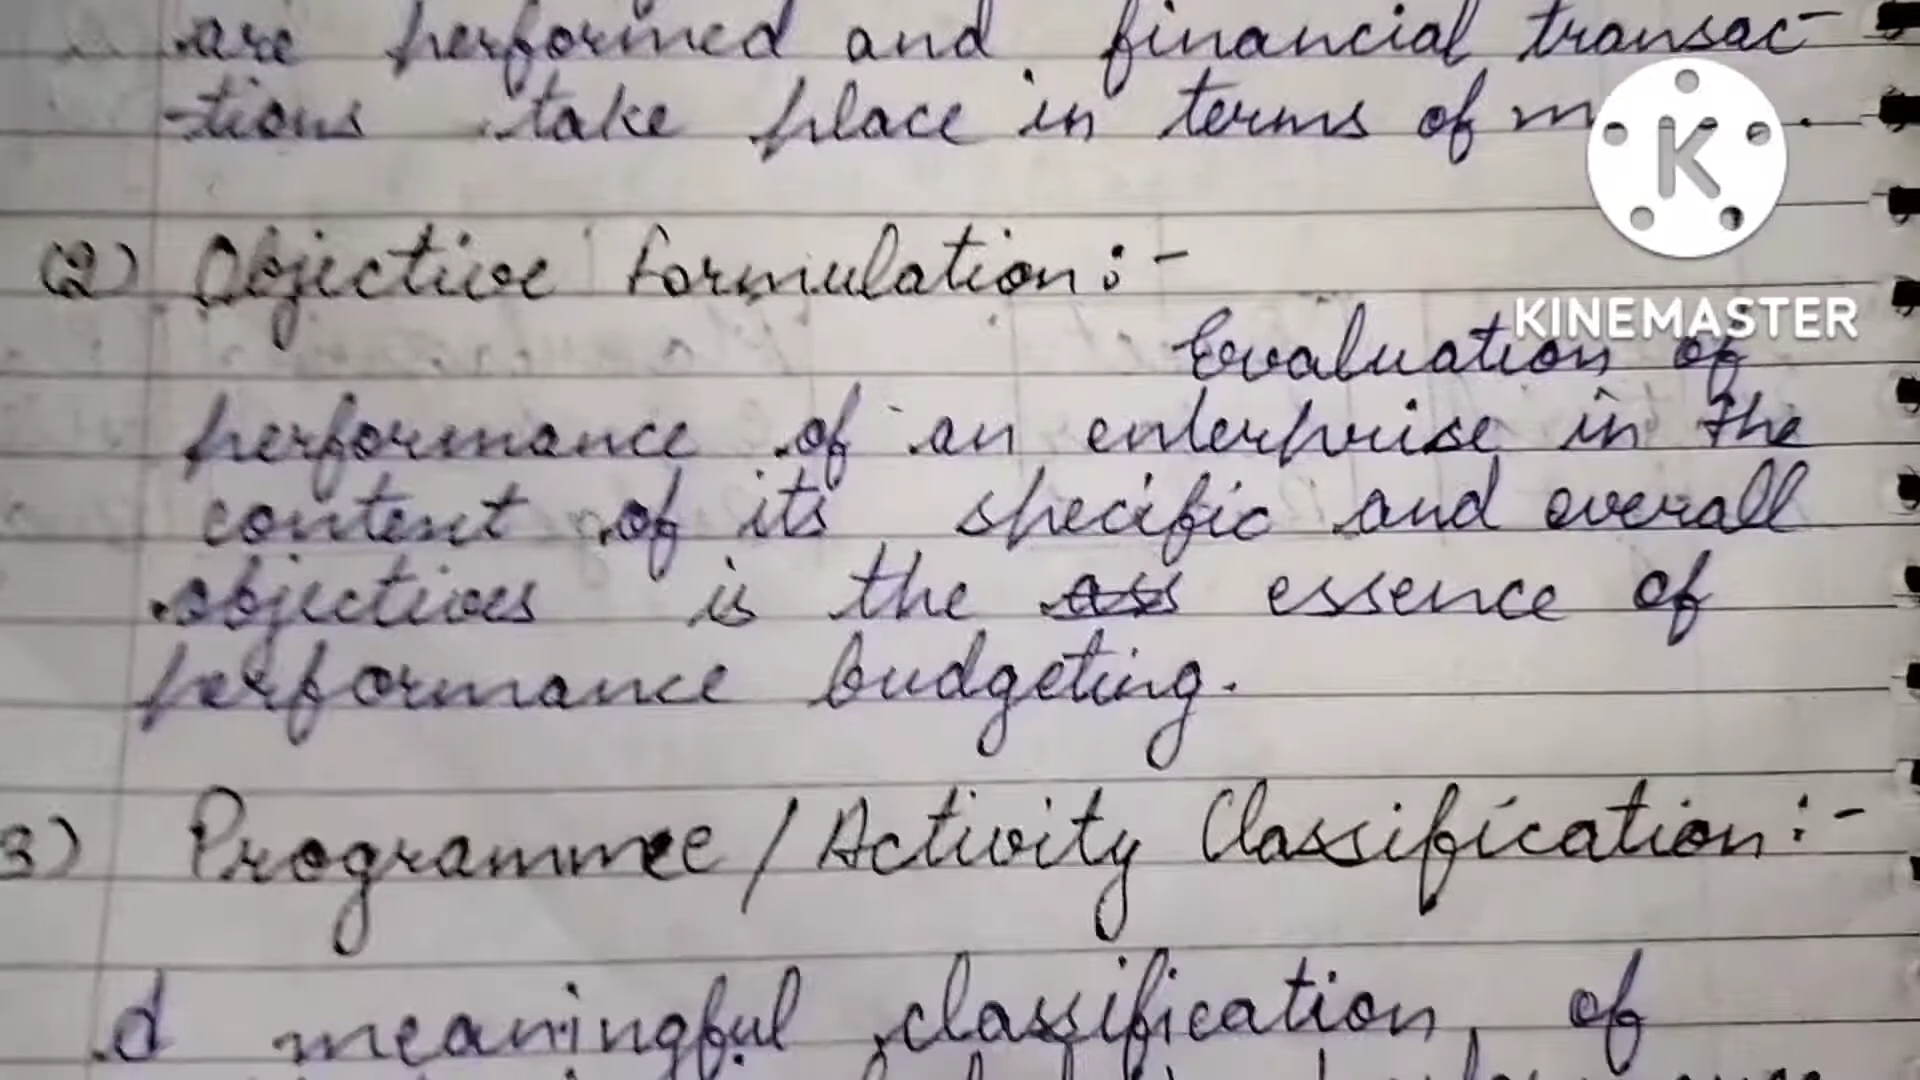 are performed and financial transac-
-tions take place in terms of
(2) Objective formulation:-
KINEMASTER
Evaluation of
performance of an enterprise in the
content of its specific and overall
objectives is the ass essence of
performance budgeting.
3) Programmee / Activity Classification:-
d meaningful classification of